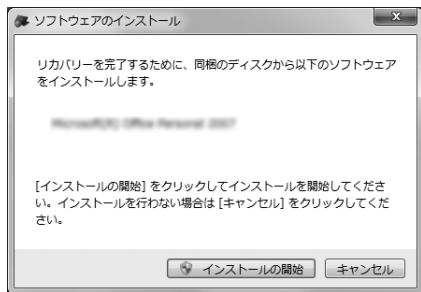 ソフトウェアのインストール
リカバリーを完了するために、同梱のディスクから以下のソフトウェア
をインストールします。
Microsoft(R) Office Personal 2007
[インストールの開始] をクリックしてインストールを開始してくださ
い。インストールを行わない場合は [キャンセル] をクリックしてくだ
さい。
インストールの開始
キャンセル